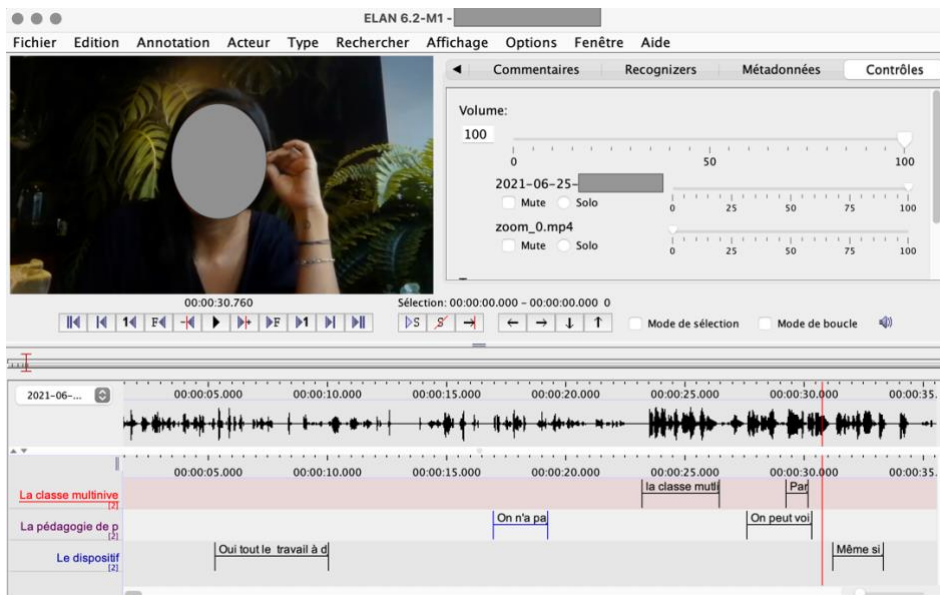 ELAN 6.2-M1 -
Fichier Edition Annotation Acteur Type Rechercher Affichage Options Fenêtre Aide
Commentaires Recognizers Métadonnées Contrôles
Volume:
100
0 50 100
2021-06-25-
Mute Solo
0 25 50 75 100
zoom_0.mp4
Mute Solo
0 25 50 75 100
00:00:30.760
Sélection: 00:00:00.000 - 00:00:00.000 0
1 F F 1 S S Mode de sélection Mode de boucle
2021-06-...
00:00:05.000 00:00:10.000 00:00:15.000 00:00:20.000 00:00:25.000 00:00:30.000 00:00:35.
00:00:05.000 00:00:10.000 00:00:15.000 00:00:20.000 00:00:25.000 00:00:30.000 00:00:35.
La classe multinive la classe mutli Par
[2]
La pédagogie de p On n'a pa On peut voi
[2]
Le dispositif Oui tout le travail à d Même si
[2]